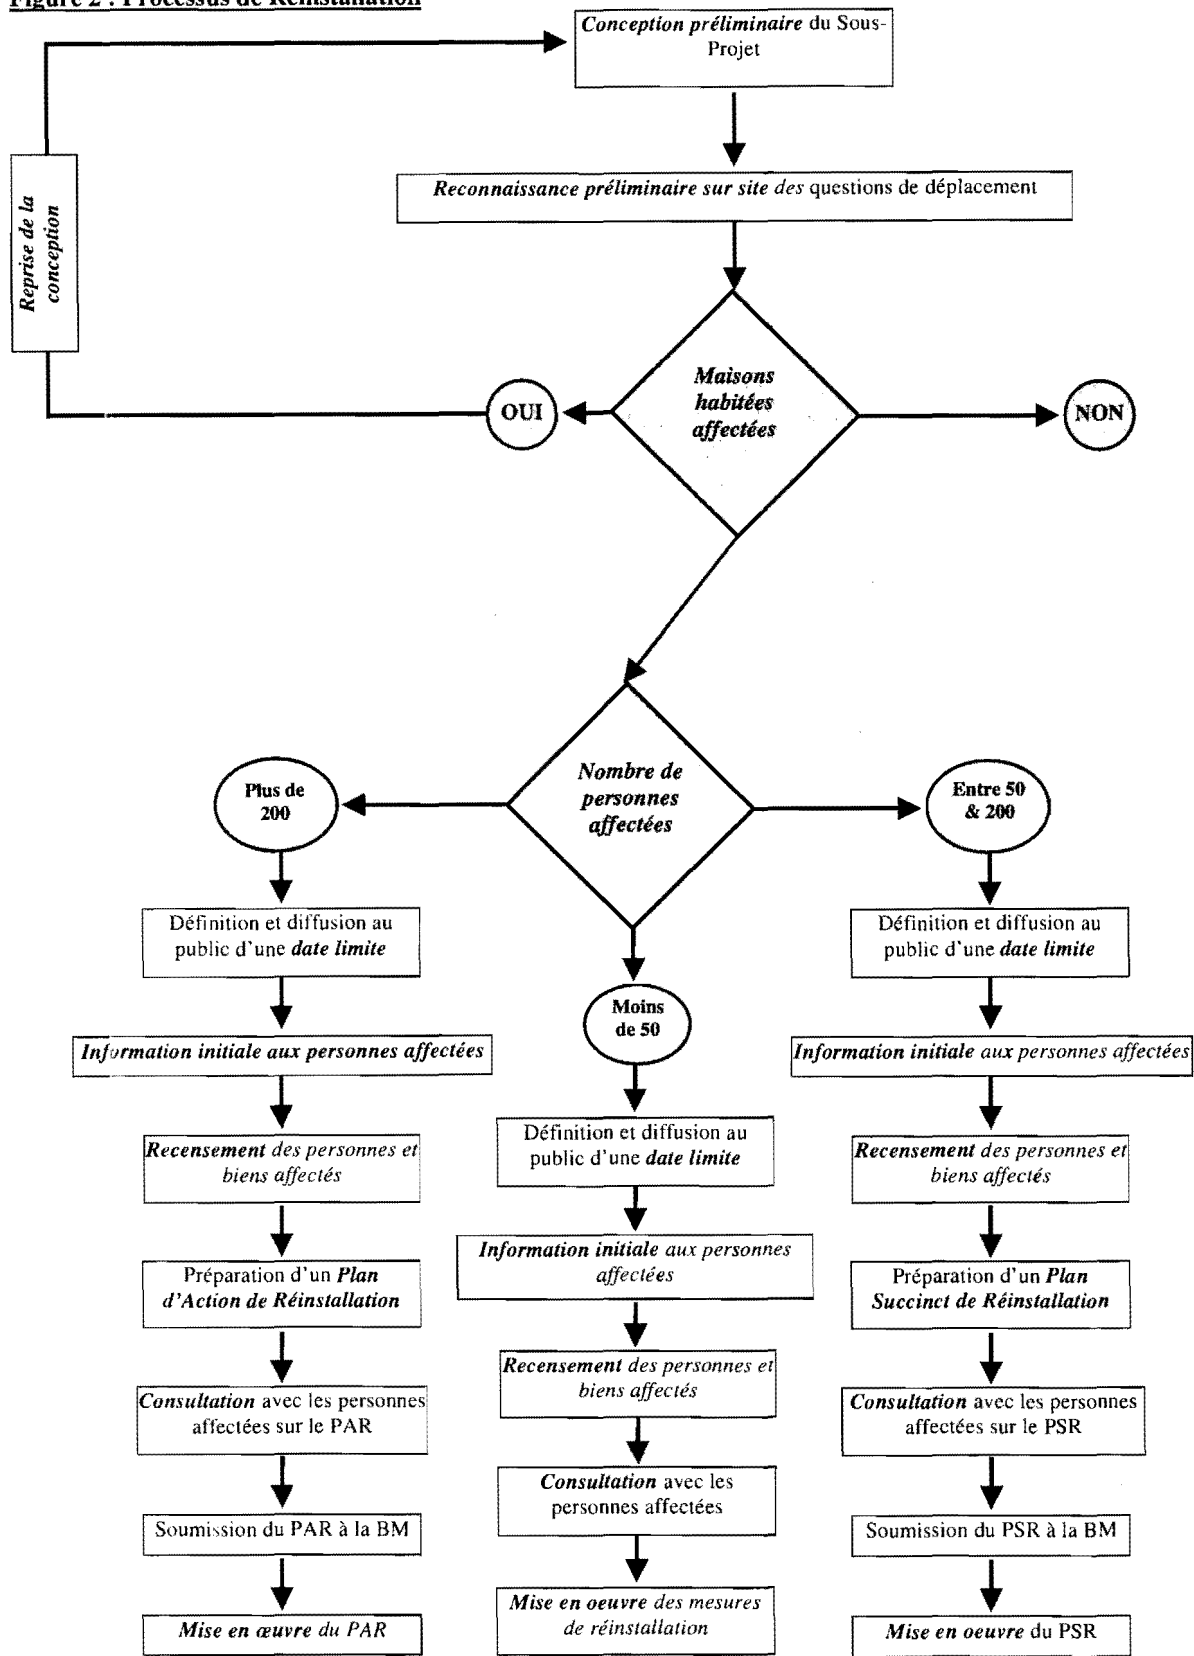 Figure 2 : Processus de Réinstallation
Conception préliminaire du Sous-
Projet
Reconnaissance préliminaire sur site des questions de déplacement
Reprise de la
conception
Maisons
habitées
affectées
OUI
NON
Nombre de
personnes
affectées
Plus de
200
Entre 50
& 200
Moins
de 50
Définition et diffusion au
public d'une date limite
Information initiale aux personnes affectées
Recensement des personnes et
biens affectés
Préparation d'un Plan
d'Action de Réinstallation
Consultation avec les personnes
affectées sur le PAR
Soumission du PAR à la BM
Mise en œuvre du PAR
Définition et diffusion au
public d'une date limite
Information initiale aux personnes
affectées
Recensement des personnes et
biens affectés
Consultation avec les
personnes affectées
Mise en oeuvre des mesures
de réinstallation
Définition et diffusion au
public d'une date limite
Information initiale aux personnes affectées
Recensement des personnes et
biens affectés
Préparation d'un Plan
Succinct de Réinstallation
Consultation avec les personnes
affectées sur le PSR
Soumission du PSR à la BM
Mise en oeuvre du PSR